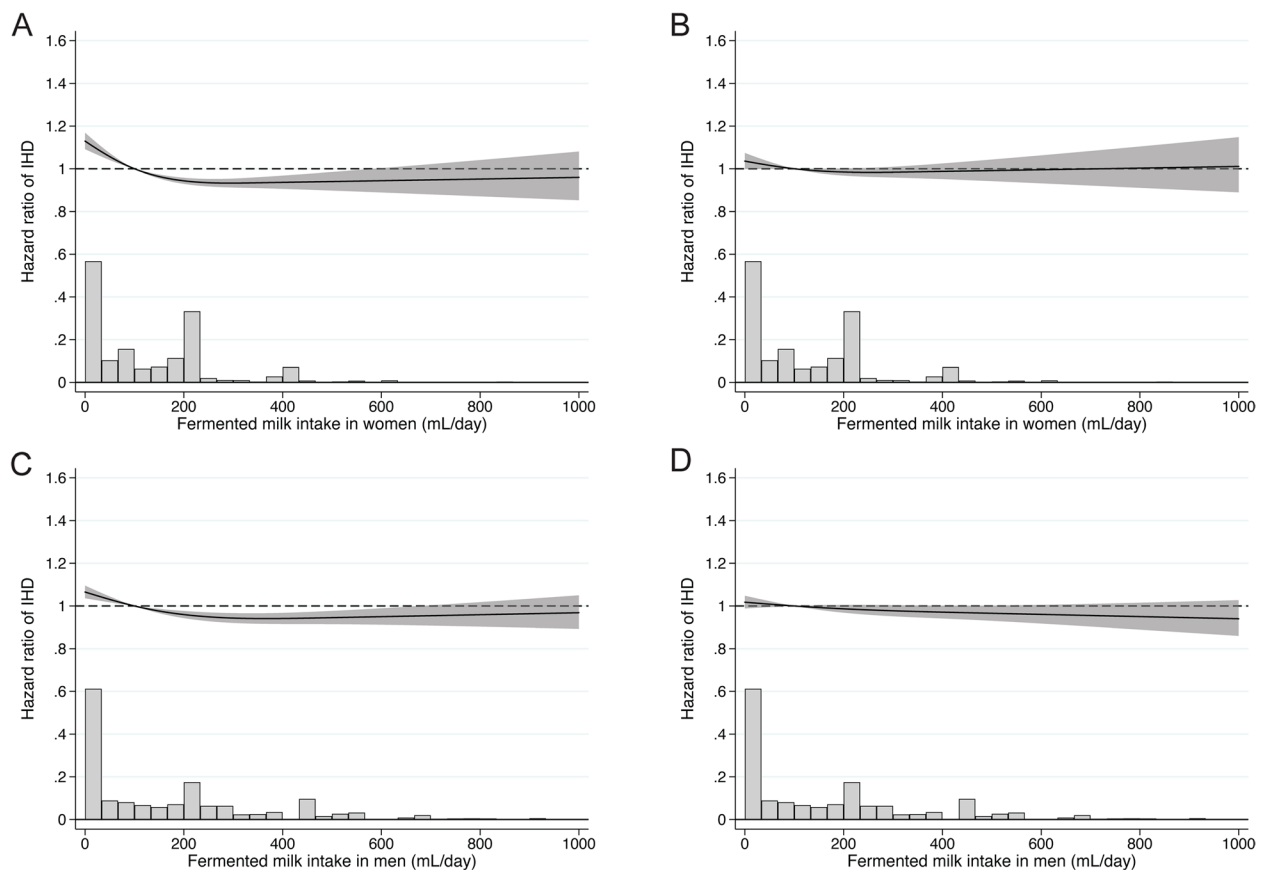 A
Hazard ratio of IHD
1.6
1.4
1.2
1
.8
.6
.4
.2
0
0 200 400 600 800 1000
Fermented milk intake in women (mL/day)
B
Hazard ratio of IHD
1.6
1.4
1.2
1
.8
.6
.4
.2
0
0 200 400 600 800 1000
Fermented milk intake in women (mL/day)
C
Hazard ratio of IHD
1.6
1.4
1.2
1
.8
.6
.4
.2
0
0 200 400 600 800 1000
Fermented milk intake in men (mL/day)
D
Hazard ratio of IHD
1.6
1.4
1.2
1
.8
.6
.4
.2
0
0 200 400 600 800 1000
Fermented milk intake in men (mL/day)